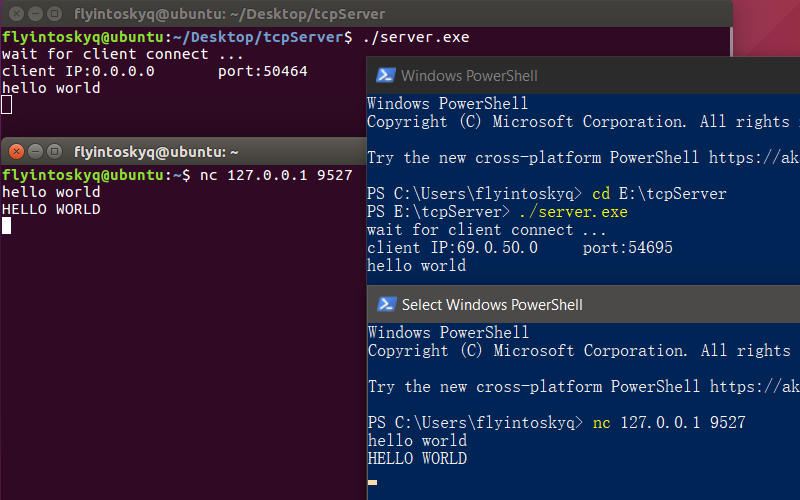 flyintoskyq@ubuntu: ~/Desktop/tcpServer
flyintoskyq@ubuntu:~/Desktop/tcpServer$ ./server.exe
wait for client connect ...
client IP:0.0.0.0 port:50464
hello world
flyintoskyq@ubuntu: ~
flyintoskyq@ubuntu:~$ nc 127.0.0.1 9527
hello world
HELLO WORLD
Windows PowerShell
Windows PowerShell
Copyright (C) Microsoft Corporation. All rights
Try the new cross-platform PowerShell https://ak
PS C:\Users\flyintoskyq> cd E:\tcpServer
PS E:\tcpServer> ./server.exe
wait for client connect ...
client IP:69.0.50.0 port:54695
hello world
Select Windows PowerShell
Windows PowerShell
Copyright (C) Microsoft Corporation. All rights
Try the new cross-platform PowerShell https://ak
PS C:\Users\flyintoskyq> nc 127.0.0.1 9527
hello world
HELLO WORLD